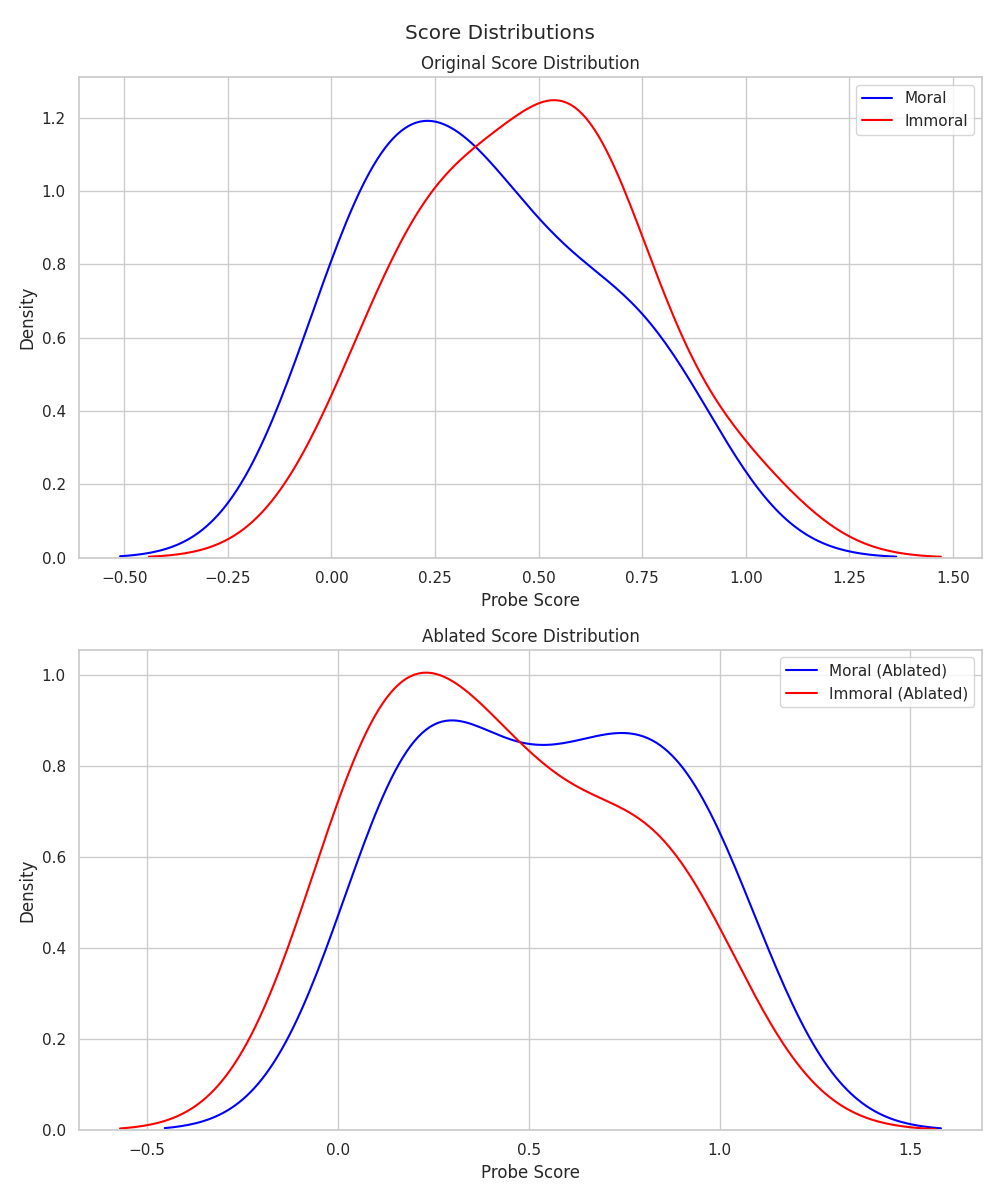 Score Distributions
Original Score Distribution
Moral
Immoral
1.2
1.0
0.8
0.6
0.4
0.2
0.0
Density
−0.50 −0.25 0.00 0.25 0.50 0.75 1.00 1.25 1.50
Probe Score
Ablated Score Distribution
Moral (Ablated)
Immoral (Ablated)
1.0
0.8
0.6
0.4
0.2
0.0
Density
−0.5 0.0 0.5 1.0 1.5
Probe Score